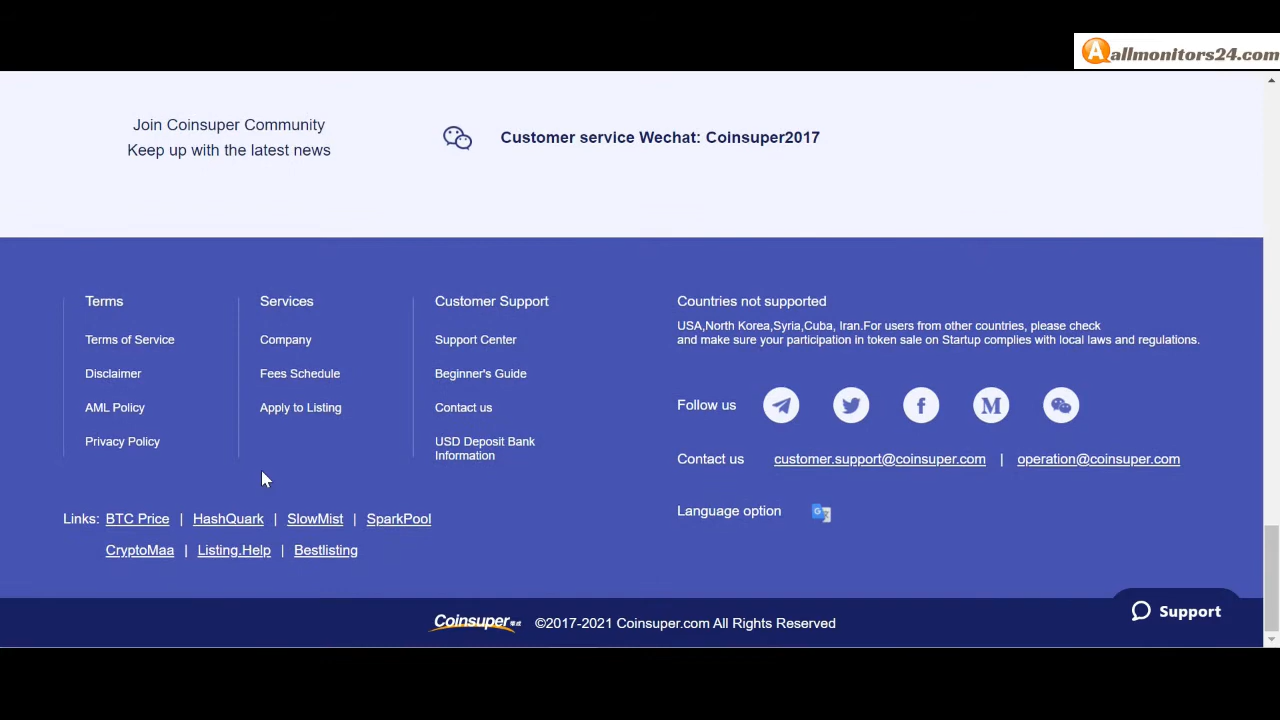 allmonitors24.com
Join Coinsuper Community
Keep up with the latest news
Customer service Wechat: Coinsuper2017
Terms
Terms of Service
Disclaimer
AML Policy
Privacy Policy
Services
Company
Fees Schedule
Apply to Listing
Customer Support
Support Center
Beginner's Guide
Contact us
USD Deposit Bank
Information
Countries not supported
USA,North Korea,Syria,Cuba, Iran.For users from other countries, please check
and make sure your participation in token sale on Startup complies with local laws and regulations.
Follow us
Contact us customer.support@coinsuper.com | operation@coinsuper.com
Language option
Links: BTC Price | HashQuark | SlowMist | SparkPool
CryptoMaa | Listing.Help | Bestlisting
Coinsuper ©2017-2021 Coinsuper.com All Rights Reserved
Support